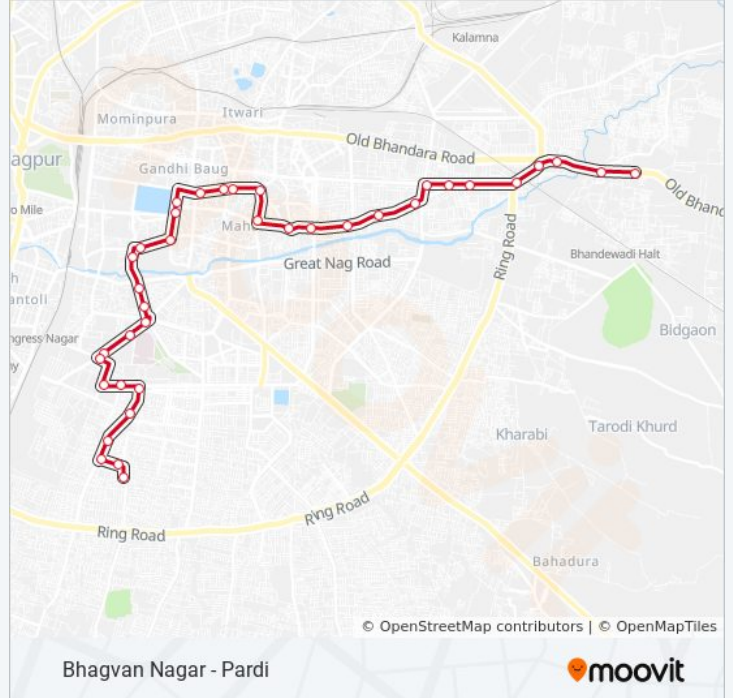 Kalamna
Itwari
Mominpura
Old Bhandara Road
agpur
Gandhi Baug
Old Bhand
o Mile
Mah
Ring Road
Great Nag Road
Bhandewadi Halt
h
antoli
Bidgaon
ngress Nagar
y
Tarodi Khurd
Kharabi
Ring Road
Ring Road
Bahadura
© OpenStreetMap contributors | © OpenMapTiles
Bhagvan Nagar - Pardi
moovit